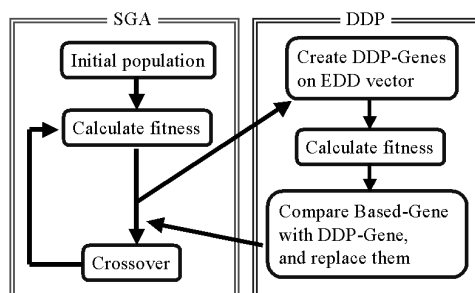 SGA
Initial population
Calculate fitness
Crossover
DDP
Create DDP-Genes
on EDD vector
Calculate fitness
Compare Based-Gene
with DDP-Gene,
and replace them